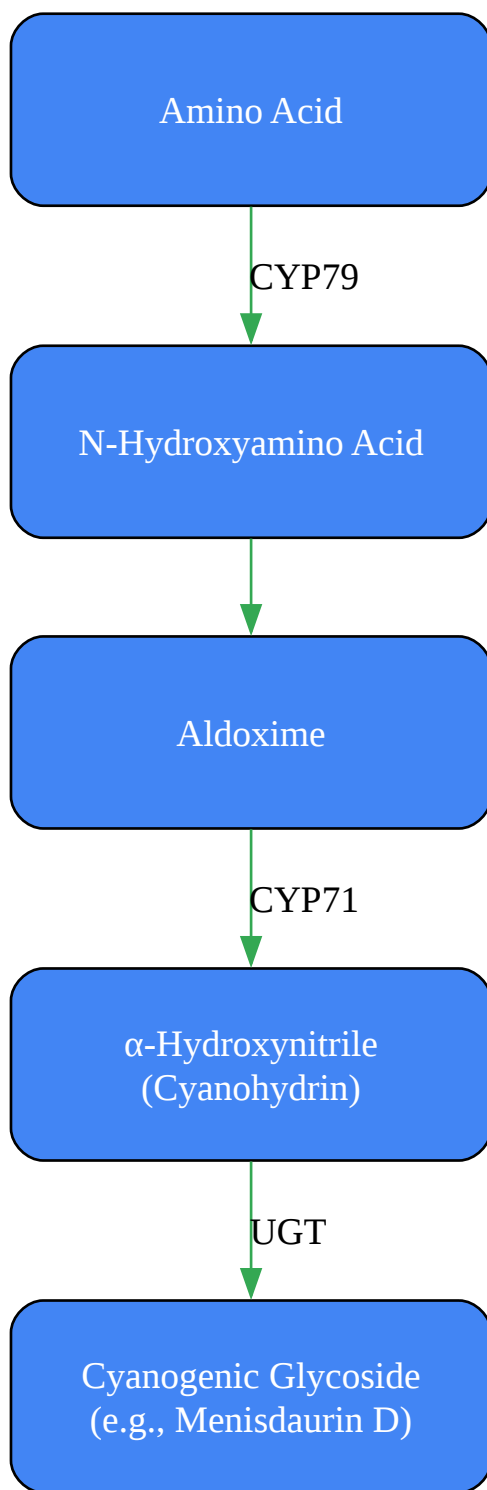 Amino Acid
CYP79
N-Hydroxyamino Acid
Aldoxime
CYP71
α-Hydroxynitrile
(Cyanohydrin)
UGT
Cyanogenic Glycoside
(e.g., Menisdaurin D)